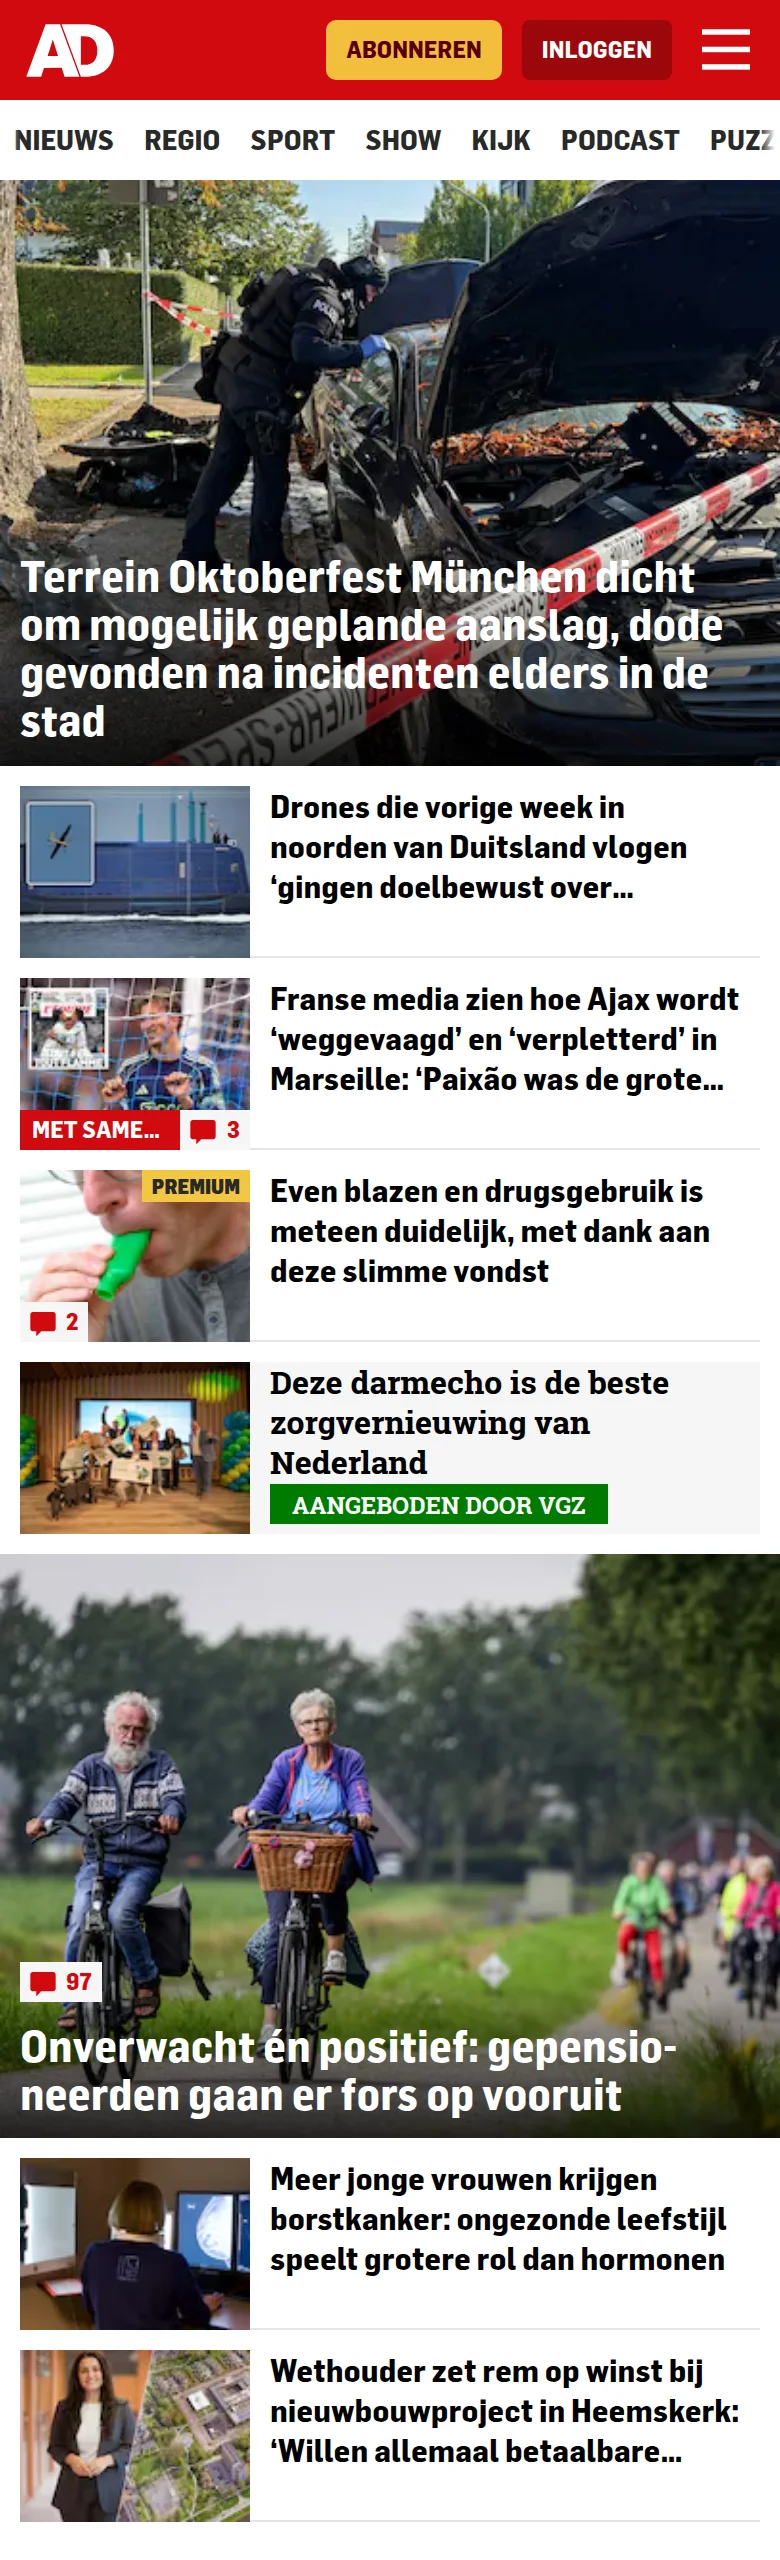 AD
ABONNEREN
INLOGGEN
NIEUWS REGIO SPORT SHOW KIJK PODCAST PUZZ
Terrein Oktoberfest München dicht
om mogelijk geplande aanslag, dode
gevonden na incidenten elders in de
stad
Drones die vorige week in
noorden van Duitsland vlogen
‘gingen doelbewust over...
Franse media zien hoe Ajax wordt
‘weggevaagd’ en ‘verpletterd’ in
Marseille: ‘Paixão was de grote...
MET SAME...
3
PREMIUM
Even blazen en drugsgebruik is
meteen duidelijk, met dank aan
deze slimme vondst
2
Deze darmecho is de beste
zorgvernieuwing van
Nederland
AANGEBODEN DOOR VGZ
97
Onverwacht én positief: gepensio-
neerden gaan er fors op vooruit
Meer jonge vrouwen krijgen
borstkanker: ongezonde leefstijl
speelt grotere rol dan hormonen
Wethouder zet rem op winst bij
nieuwbouwproject in Heemskerk:
‘Willen allemaal betaalbare...